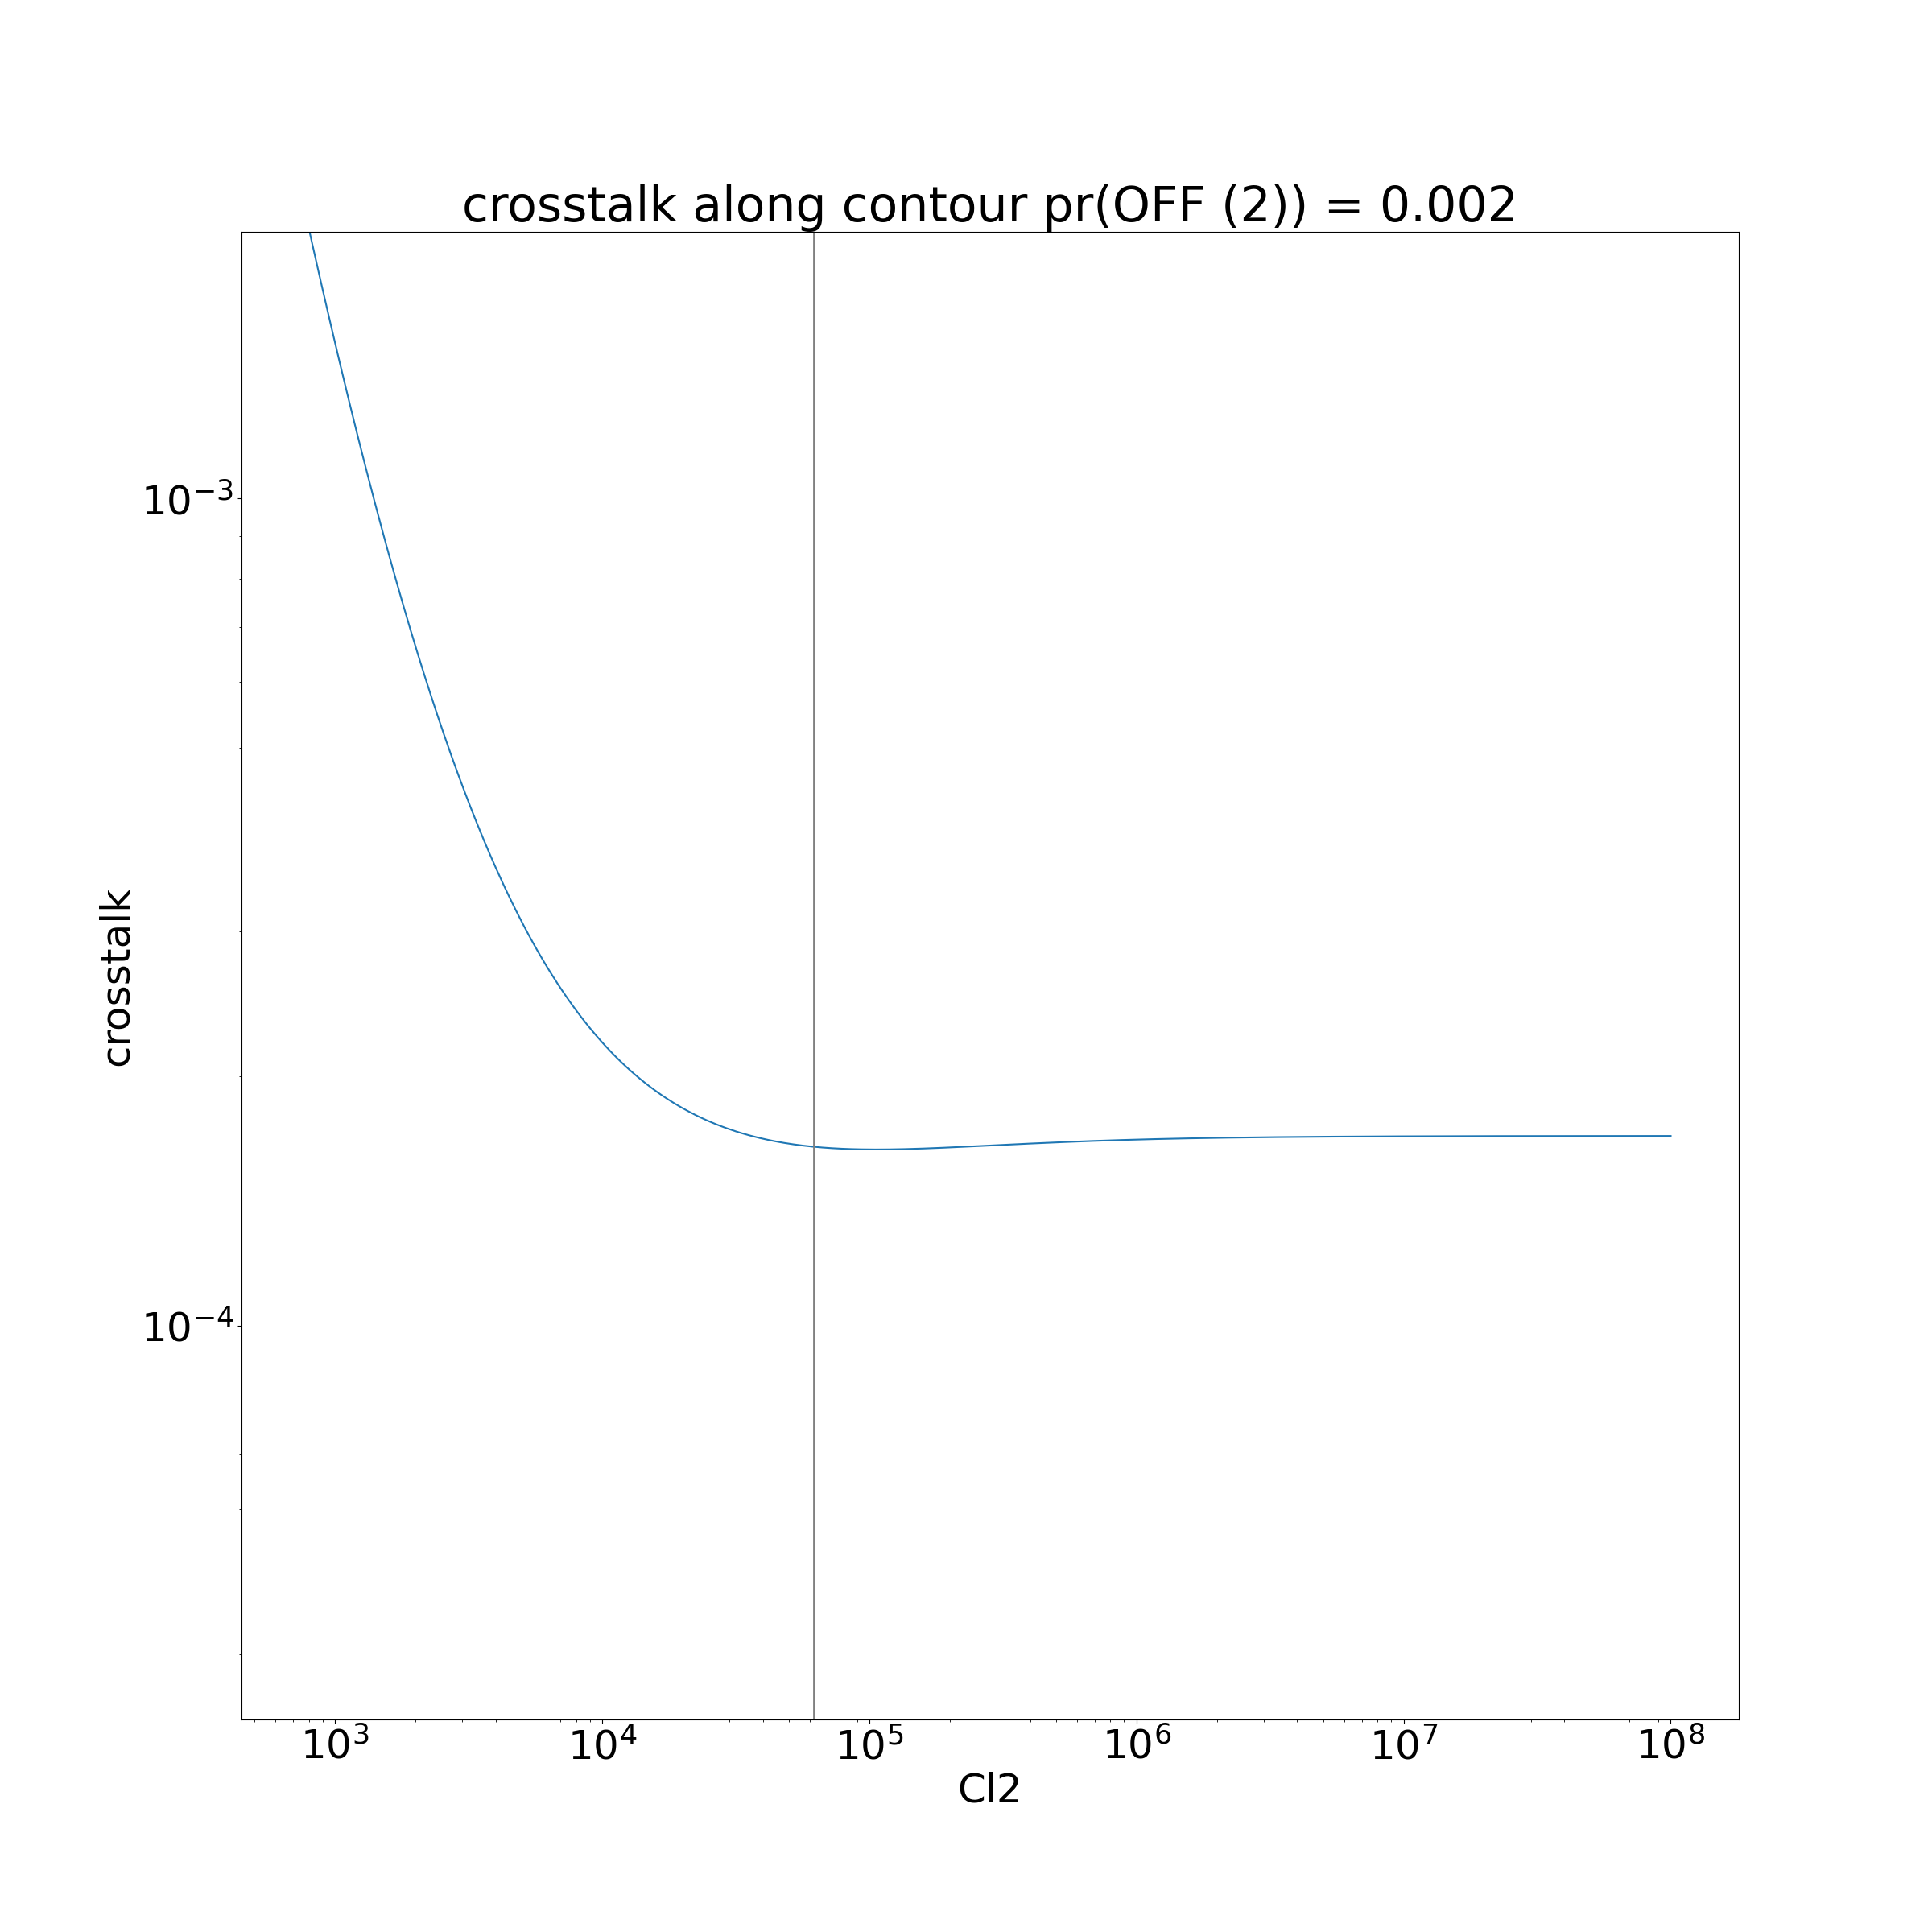 crosstalk along contour pr(OFF (2)) = 0.002
crosstalk
10⁻³
10⁻⁴
10³ 10⁴ 10⁵ 10⁶ 10⁷ 10⁸
Cl2